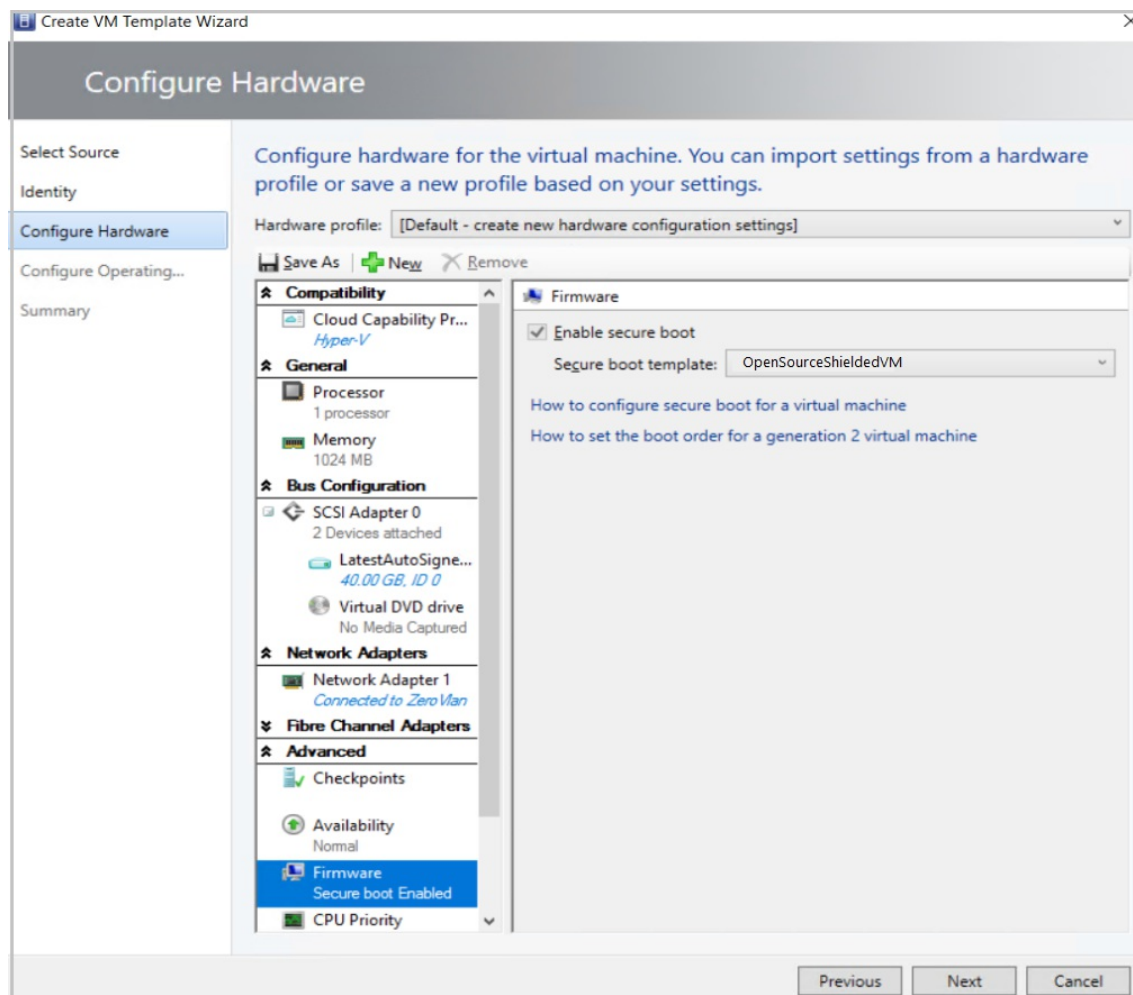 Create VM Template Wizard
Configure Hardware
Select Source
Identity
Configure Hardware
Configure Operating...
Summary
Configure hardware for the virtual machine. You can import settings from a hardware
profile or save a new profile based on your settings.
Hardware profile: [Default - create new hardware configuration settings]
Save As New Remove
Compatibility
Cloud Capability Pr...
Hyper-V
General
Processor
1 processor
Memory
1024 MB
Bus Configuration
SCSI Adapter 0
2 Devices attached
LatestAutoSigne...
40.00 GB, ID 0
Virtual DVD drive
No Media Captured
Network Adapters
Network Adapter 1
Connected to ZeroVlan
Fibre Channel Adapters
Advanced
Checkpoints
Availability
Normal
Firmware
Secure boot Enabled
CPU Priority
Firmware
Enable secure boot
Secure boot template: OpenSourceShieldedVM
How to configure secure boot for a virtual machine
How to set the boot order for a generation 2 virtual machine
Previous Next Cancel